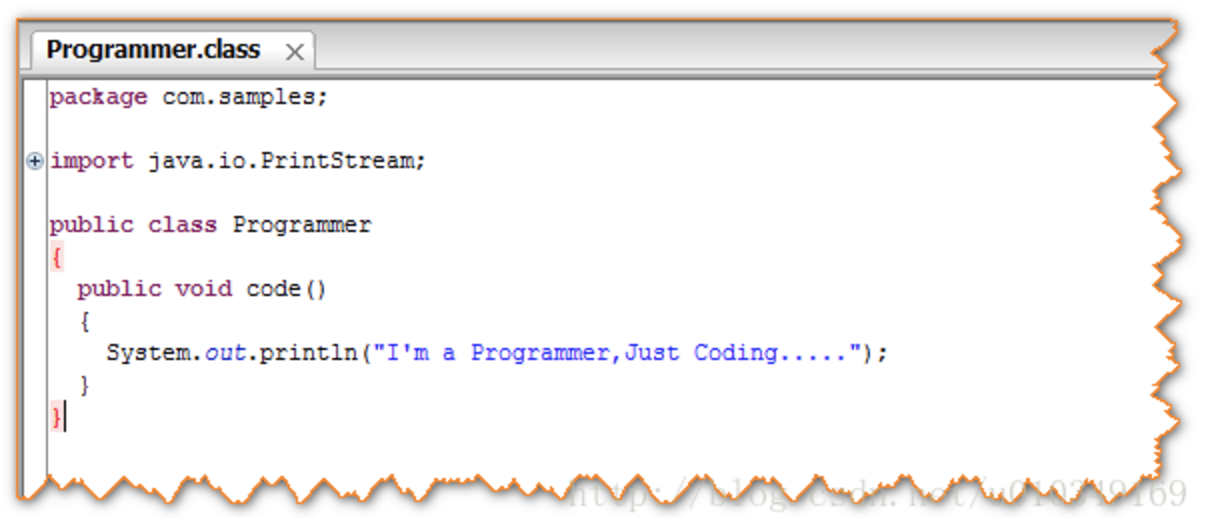 Programmer.class
package com.samples;
import java.io.PrintStream;
public class Programmer
{
public void code()
{
System.out.println("I'm a Programmer,Just Coding.....");
}
}
http://blog.csdn.net/u010349169